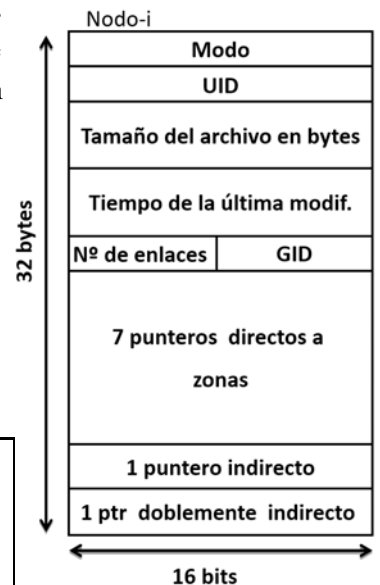 Nodo-i
Modo
UID
Tamaño del archivo en bytes
Tiempo de la última modif.
Nº de enlaces GID
7 punteros directos a
zonas
1 puntero indirecto
1 ptr doblemente indirecto
32 bytes
16 bits